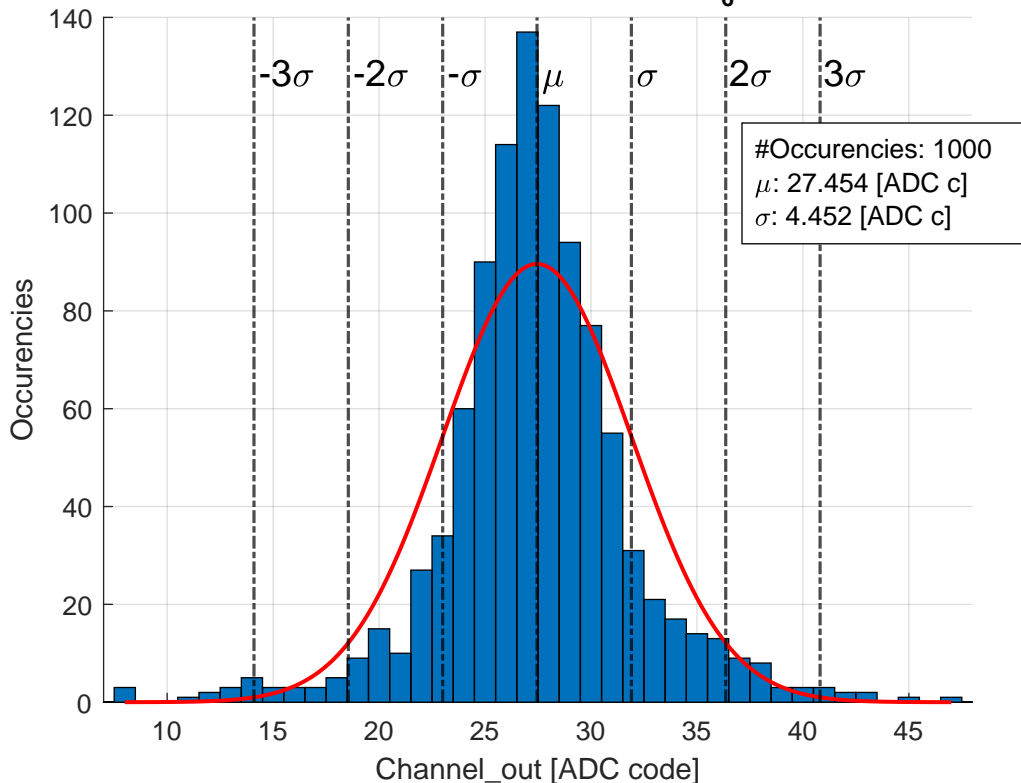 6
140
120
100
80
60
40
20
0
-3σ -2σ -σ μ σ 2σ 3σ
#Occurencies: 1000
μ: 27.454 [ADC c]
σ: 4.452 [ADC c]
Occurencies
10 15 20 25 30 35 40 45
Channel_out [ADC code]